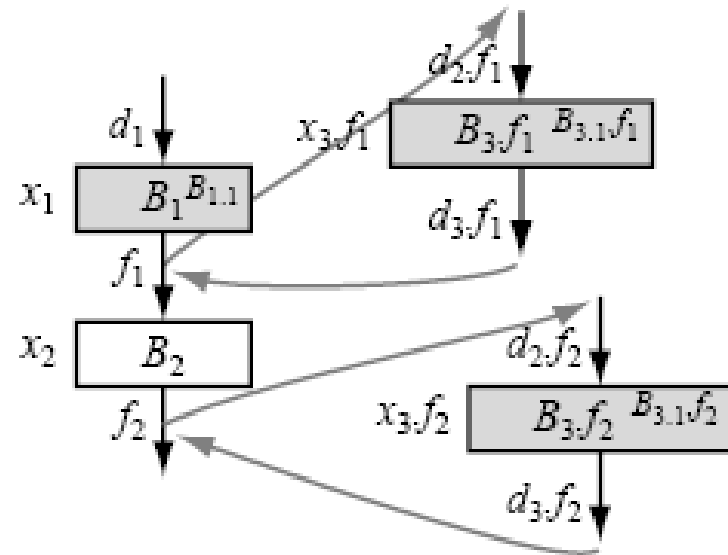 d₂.f₁
d₁
x₃.f₁
B₃.f₁ B₃.₁.f₁
x₁
B₁ B₁.₁
d₃.f₁
f₁
x₂
B₂
d₂.f₂
f₂
x₃.f₂
B₃.f₂ B₃.₁.f₂
d₃.f₂